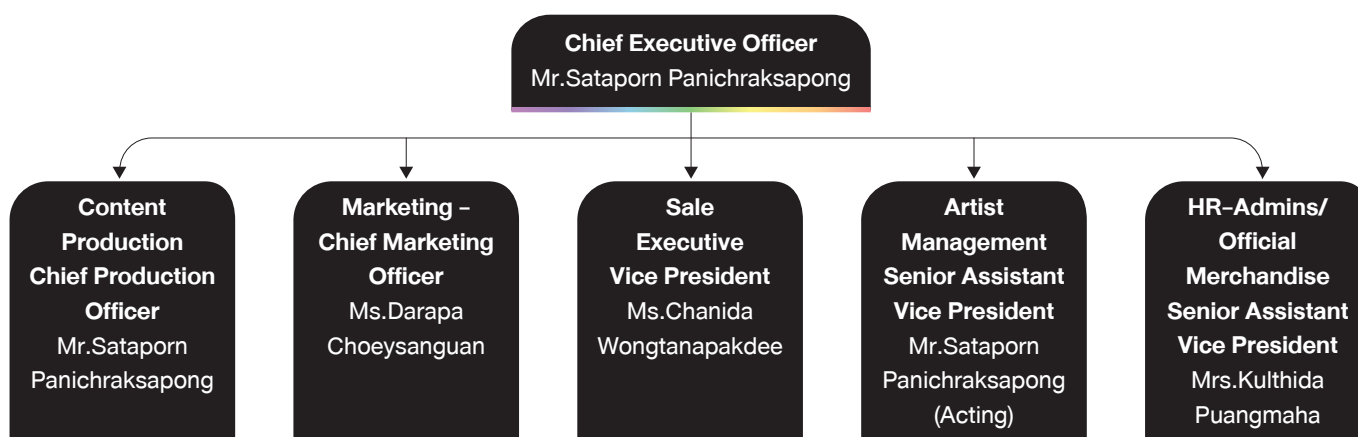 Chief Executive Officer
Mr.Sataporn Panichraksapong
Content
Production
Chief Production
Officer
Mr.Sataporn
Panichraksapong
Marketing –
Chief Marketing
Officer
Ms.Darapa
Choeysanguan
Sale
Executive
Vice President
Ms.Chanida
Wongtanapakdee
Artist
Management
Senior Assistant
Vice President
Mr.Sataporn
Panichraksapong
(Acting)
HR–Admins/
Official
Merchandise
Senior Assistant
Vice President
Mrs.Kulthida
Puangmaha